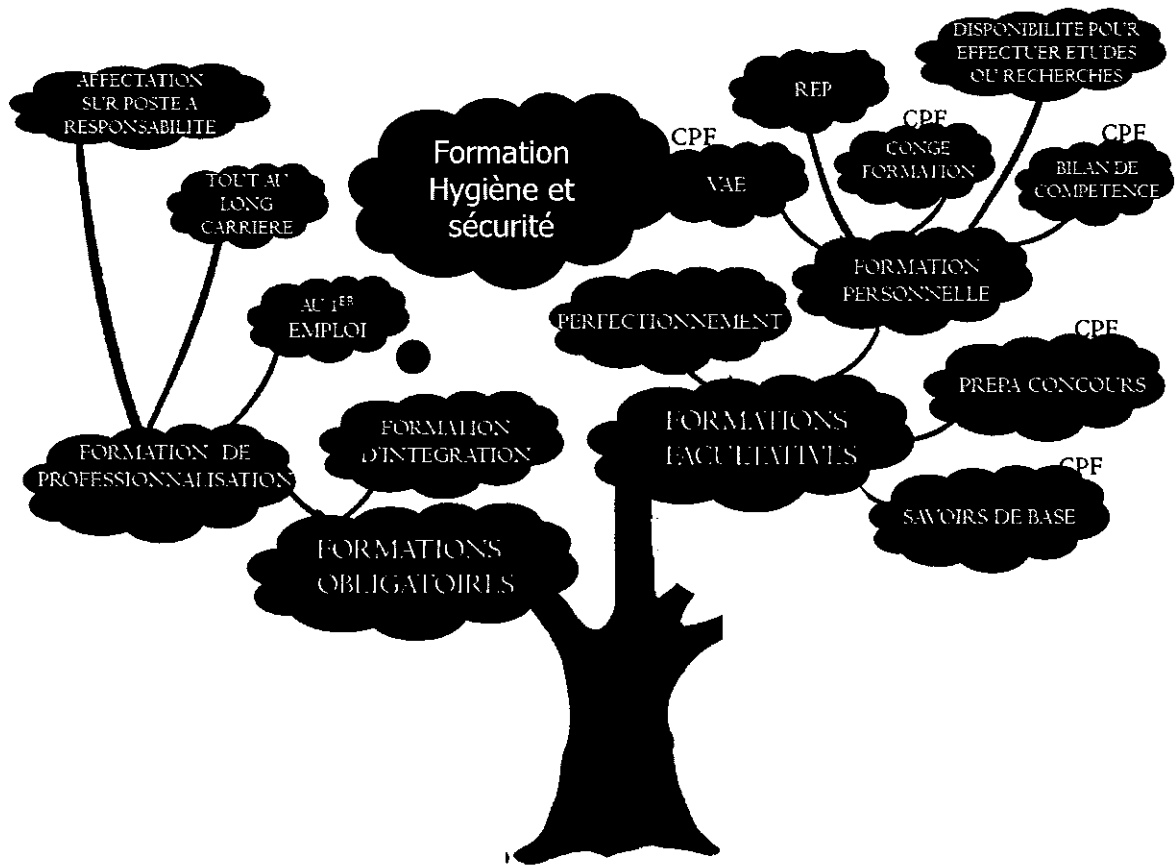 AFFECTATION
SUR POSTE A
RESPONSABILITE
TOUT AU
LONG
CARRIERE
AU 1ER
EMPLOI
FORMATION DE
PROFESSIONNALISATION
FORMATION
D'INTEGRATION
FORMATIONS
OBLIGATOIRES
Formation
Hygiène et
sécurité
CPF
VAE
REP
CPF
CONGE
FORMATION
DISPONIBILITE POUR
EFFECTUER ETUDES
OU RECHERCHES
CPF
BILAN DE
COMPETENCE
FORMATION
PERSONNELLE
PERFECTIONNEMENT
FORMATIONS
FACULTATIVES
CPF
PREPA CONCOURS
CPF
SAVOIRS DE BASE